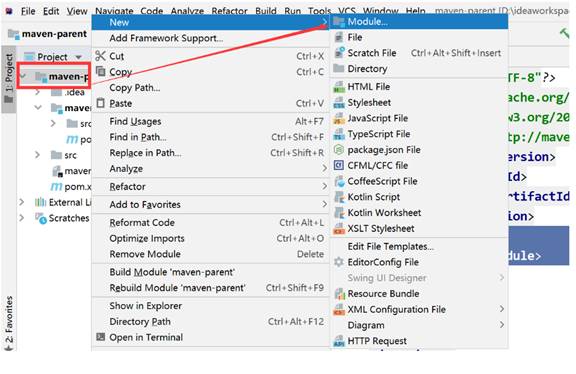 File Edit View Navigate Code Analyze Refactor Build Run Tools VCS Window Help maven-parent [D:\ideaworkspa
maven-parent
1: Project
Project
maven-p
.idea
maven
src
po
src
maven
pom.x
External Li
Scratches
2: Favorites
New
Add Framework Support...
Cut Ctrl+X
Copy Ctrl+C
Copy Path...
Paste Ctrl+V
Find Usages Alt+F7
Find in Path... Ctrl+Shift+F
Replace in Path... Ctrl+Shift+R
Analyze
Refactor
Add to Favorites
Reformat Code Ctrl+Alt+L
Optimize Imports Ctrl+Alt+O
Remove Module Delete
Build Module 'maven-parent'
Rebuild Module 'maven-parent' Ctrl+Shift+F9
Show in Explorer
Directory Path Ctrl+Alt+F12
Open in Terminal
Module...
File
Scratch File Ctrl+Alt+Shift+Insert
Directory
HTML File
Stylesheet
JavaScript File
TypeScript File
package.json File
CFML/CFC file
CoffeeScript File
Kotlin Script
Kotlin Worksheet
XSLT Stylesheet
Edit File Templates...
EditorConfig File
Swing UI Designer
Resource Bundle
XML Configuration File
Diagram
HTTP Request
TF-8"?>
ache.org/
w3.org/20
tp://mave
ersion>
Id>
rtifactId
ion>
dule>